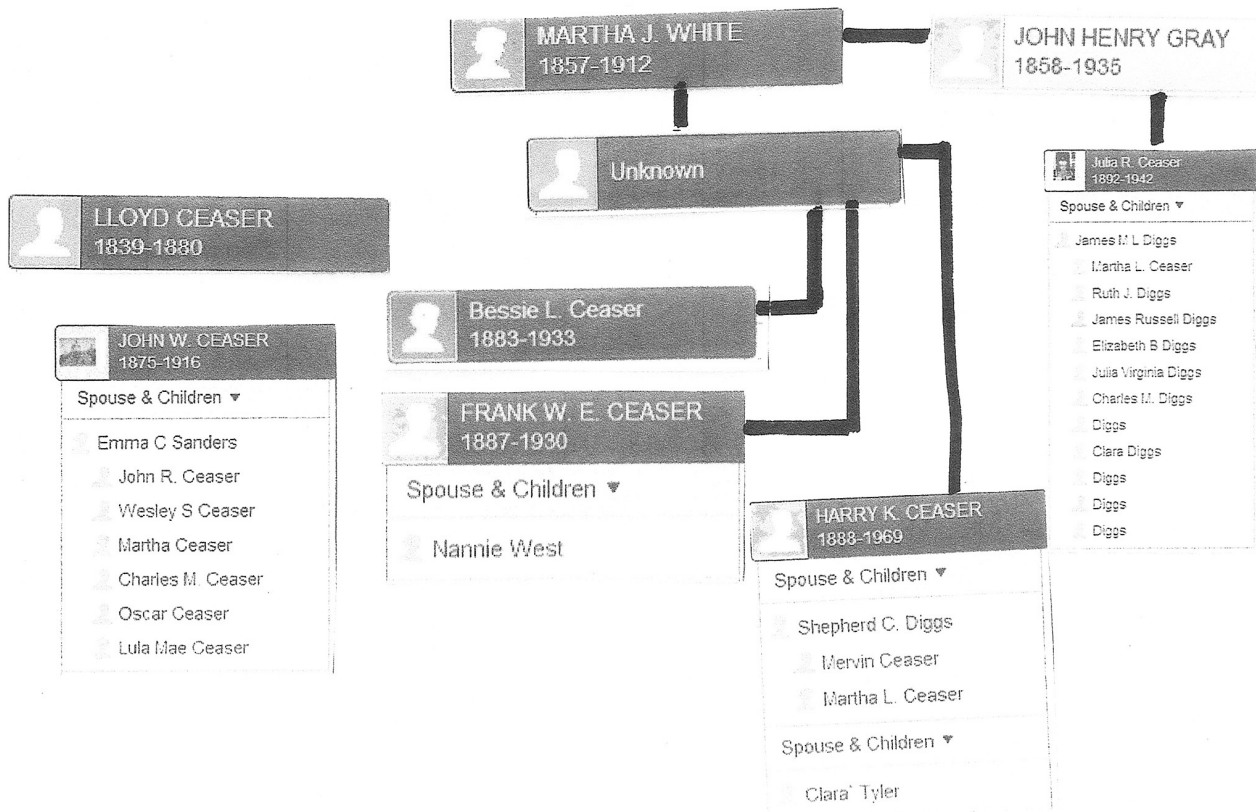 MARTHA J. WHITE
1857-1912
JOHN HENRY GRAY
1858-1935
Unknown
Julia R. Ceaser
1892-1942
Spouse & Children ▼
James M L Diggs
Martha L. Ceaser
Ruth J. Diggs
James Russell Diggs
Elizabeth B Diggs
Julia Virginia Diggs
Charles M. Diggs
Diggs
Clara Diggs
Diggs
Diggs
Diggs
LLOYD CEASER
1839-1880
JOHN W. CEASER
1875-1916
Spouse & Children ▼
Emma C Sanders
John R. Ceaser
Wesley S Ceaser
Martha Ceaser
Charles M. Ceaser
Oscar Ceaser
Lula Mae Ceaser
Bessie L. Ceaser
1883-1933
FRANK W. E. CEASER
1887-1930
Spouse & Children ▼
Nannie West
HARRY K. CEASER
1888-1969
Spouse & Children ▼
Shepherd C. Diggs
Mervin Ceaser
Martha L. Ceaser
Spouse & Children ▼
Clara` Tyler